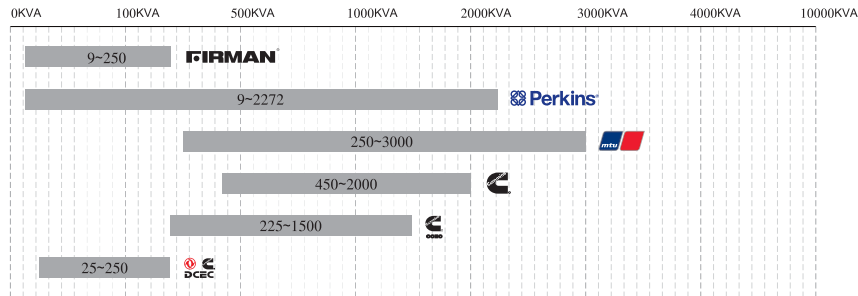 0KVA 100KVA 500KVA 1000KVA 2000KVA 3000KVA 4000KVA 10000KVA
9~250 FIRMAN
9~2272 Perkins
250~3000 mtu
450~2000
225~1500
25~250 DCEC